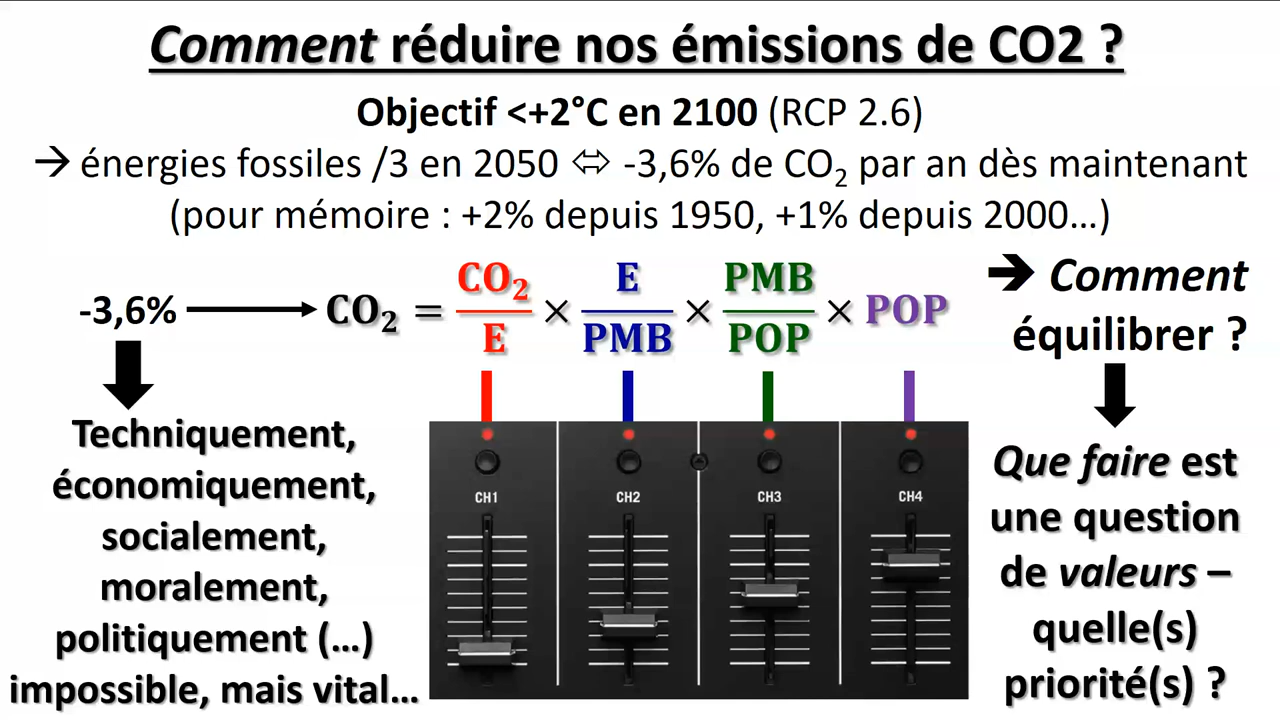 Comment réduire nos émissions de CO2 ?
Objectif <+2°C en 2100 (RCP 2.6)
→ énergies fossiles /3 en 2050 ⇔ -3,6% de CO₂ par an dès maintenant
(pour mémoire : +2% depuis 1950, +1% depuis 2000…)
-3,6% → CO₂ = CO₂/E × E/PMB × PMB/POP × POP
➔ Comment
équilibrer ?
Techniquement,
économiquement,
socialement,
moralement,
politiquement (…)
impossible, mais vital…
CH1 CH2 CH3 CH4
Que faire est
une question
de valeurs –
quelle(s)
priorité(s) ?